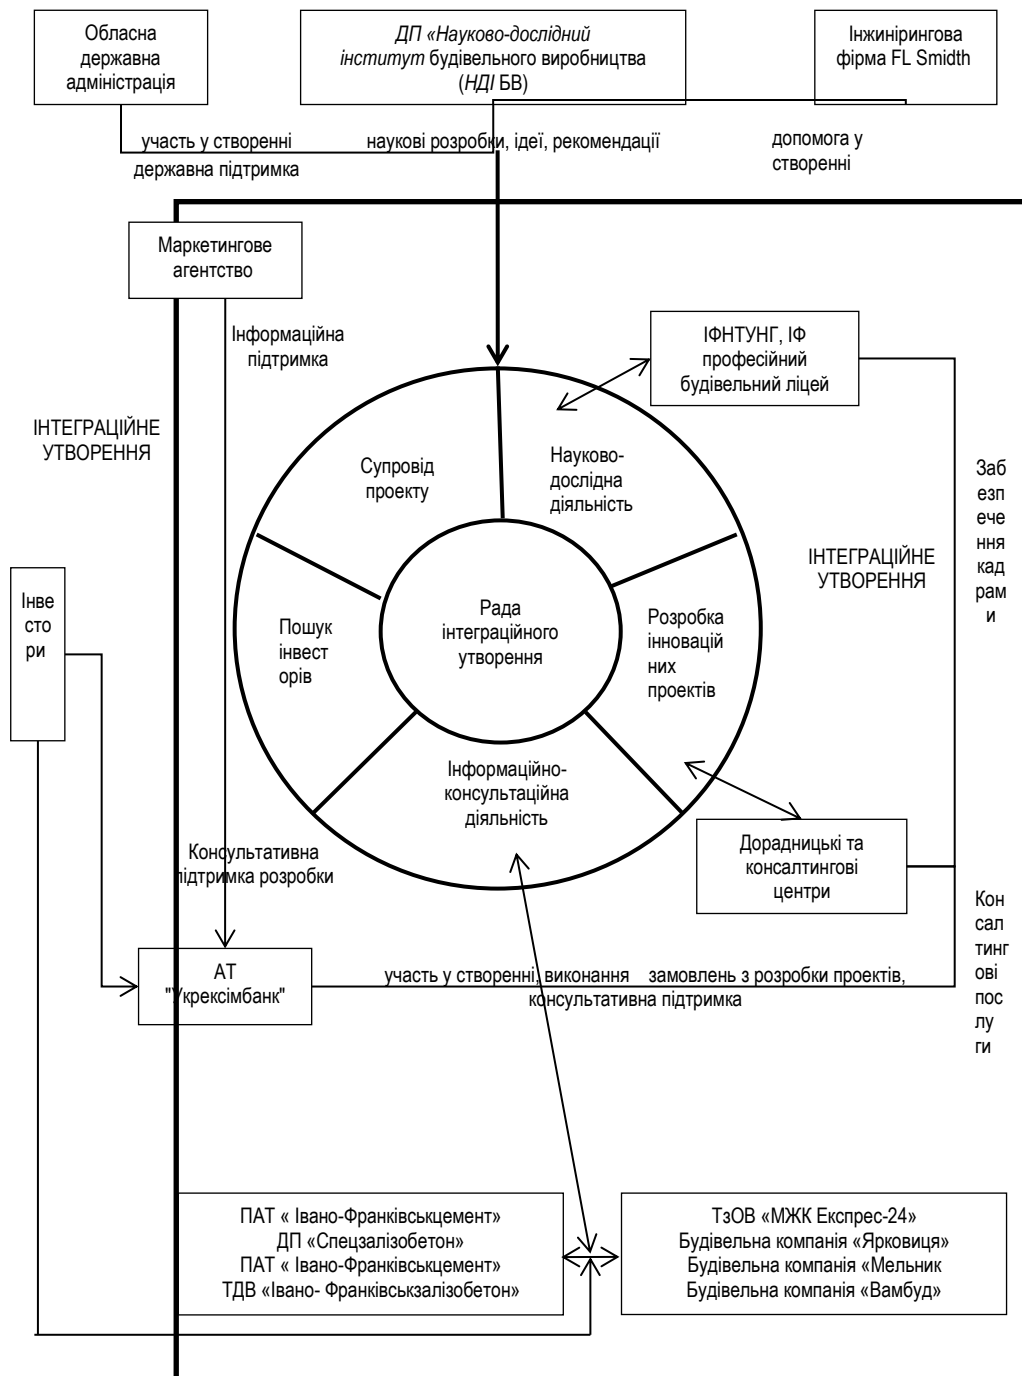 Обласна
державна
адміністрація
ДП «Науково-дослідний
інститут будівельного виробництва
(НДІ БВ)
Інжинірингова
фірма FL Smidth
участь у створенні
державна підтримка
наукові розробки, ідеї, рекомендації
допомога у
створенні
Маркетингове
агентство
Інформаційна
підтримка
ІФНТУНГ, ІФ
професійний
будівельний ліцей
ІНТЕГРАЦІЙНЕ
УТВОРЕННЯ
Супровід
проекту
Науково-
дослідна
діяльність
Заб
езп
ече
ння
кад
рам
и
ІНТЕГРАЦІЙНЕ
УТВОРЕННЯ
Інве
сто
ри
Пошук
інвест
орів
Рада
інтеграційного
утворення
Розробка
інновацій
них
проектів
Інформаційно-
консультаційна
діяльність
Консультативна
підтримка розробки
Дорадницькі та
консалтингові
центри
Кон
сал
тинг
ові
пос
лу
ги
АТ
"Укрексімбанк"
участь у створенні, виконання замовлень з розробки проектів,
консультативна підтримка
ПАТ « Івано-Франківськцемент»
ДП «Спецзалізобетон»
ПАТ « Івано-Франківськцемент»
ТДВ «Івано- Франківськзалізобетон»
ТзОВ «МЖК Експрес-24»
Будівельна компанія «Ярковиця»
Будівельна компанія «Мельник
Будівельна компанія «Вамбуд»